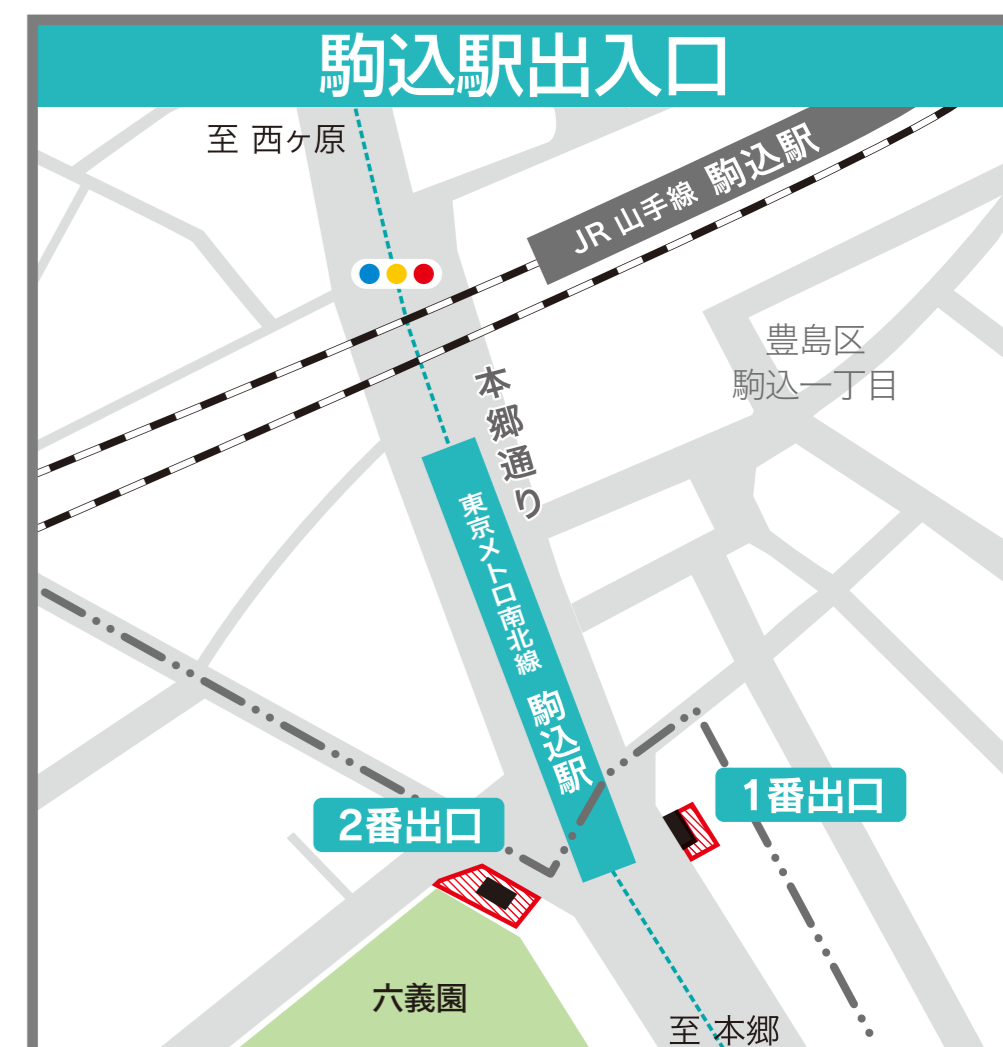 駒込駅出入口
至 西ヶ原
JR 山手線 駒込駅
豊島区
駒込一丁目
本郷通り
東京メトロ南北線 駒込駅
1番出口
2番出口
六義園
至 本郷